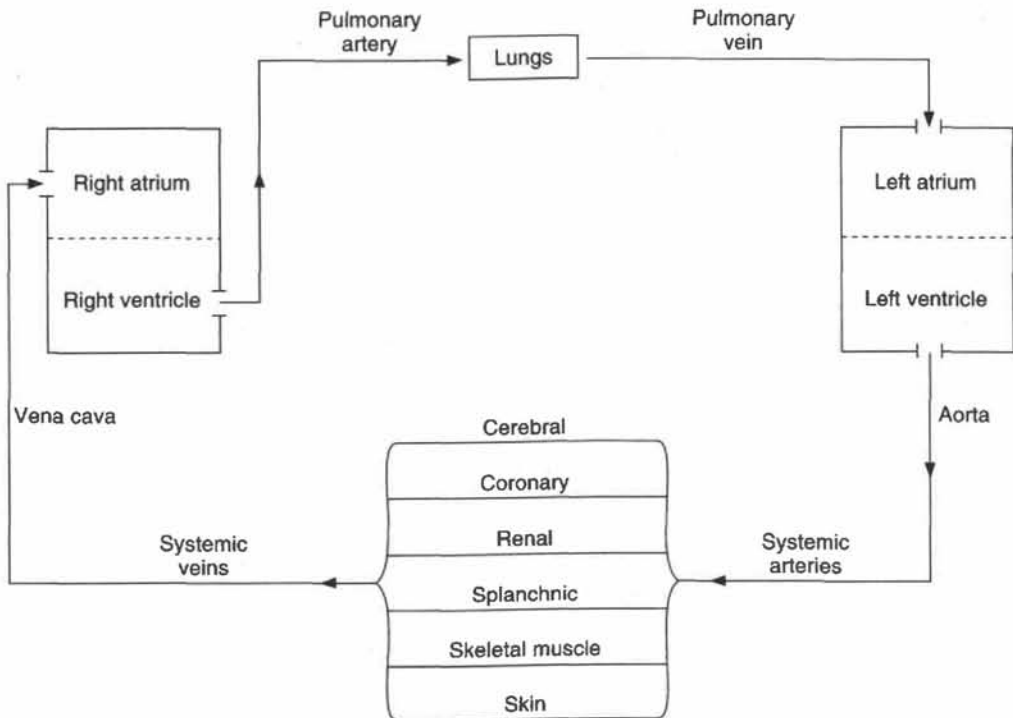 Pulmonary
artery
Lungs
Pulmonary
vein
Right atrium
Left atrium
Right ventricle
Left ventricle
Vena cava
Aorta
Cerebral
Coronary
Renal
Systemic
veins
Systemic
arteries
Splanchnic
Skeletal muscle
Skin